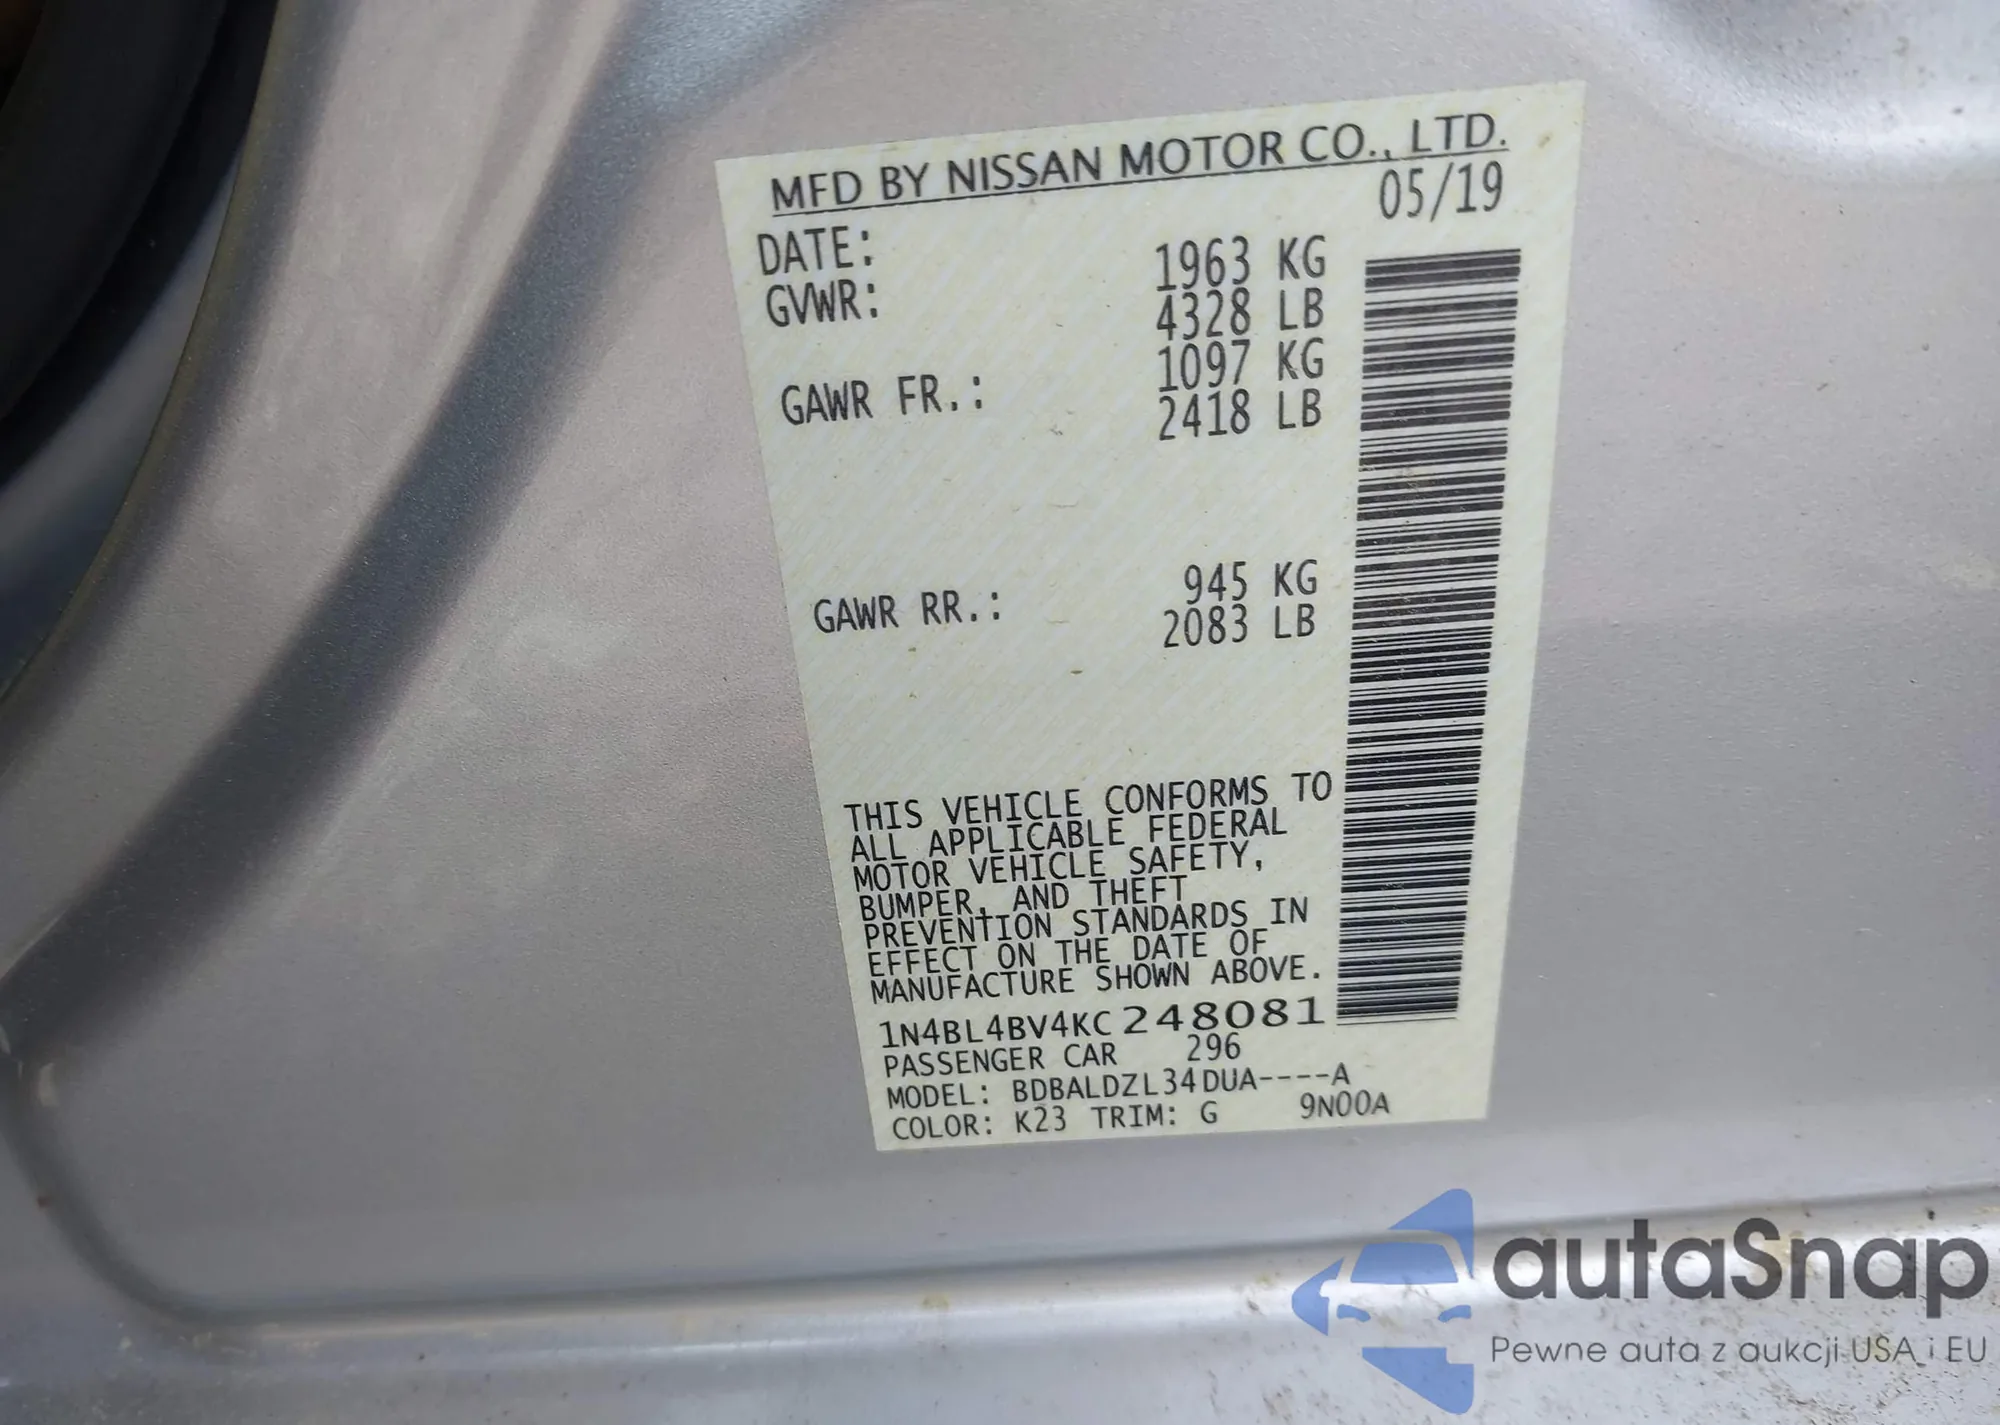 MFD BY NISSAN MOTOR CO., LTD.
DATE: 05/19
GVWR: 1963 KG
4328 LB
GAWR FR.: 1097 KG
2418 LB
GAWR RR.: 945 KG
2083 LB
THIS VEHICLE CONFORMS TO
ALL APPLICABLE FEDERAL
MOTOR VEHICLE SAFETY,
BUMPER, AND THEFT
PREVENTION STANDARDS IN
EFFECT ON THE DATE OF
MANUFACTURE SHOWN ABOVE.
1N4BL4BV4KC248081
PASSENGER CAR 296
MODEL: BDBALDZL34DUA----A
COLOR: K23 TRIM: G 9N00A
autaSnap
Pewne auta z aukcji USA i EU